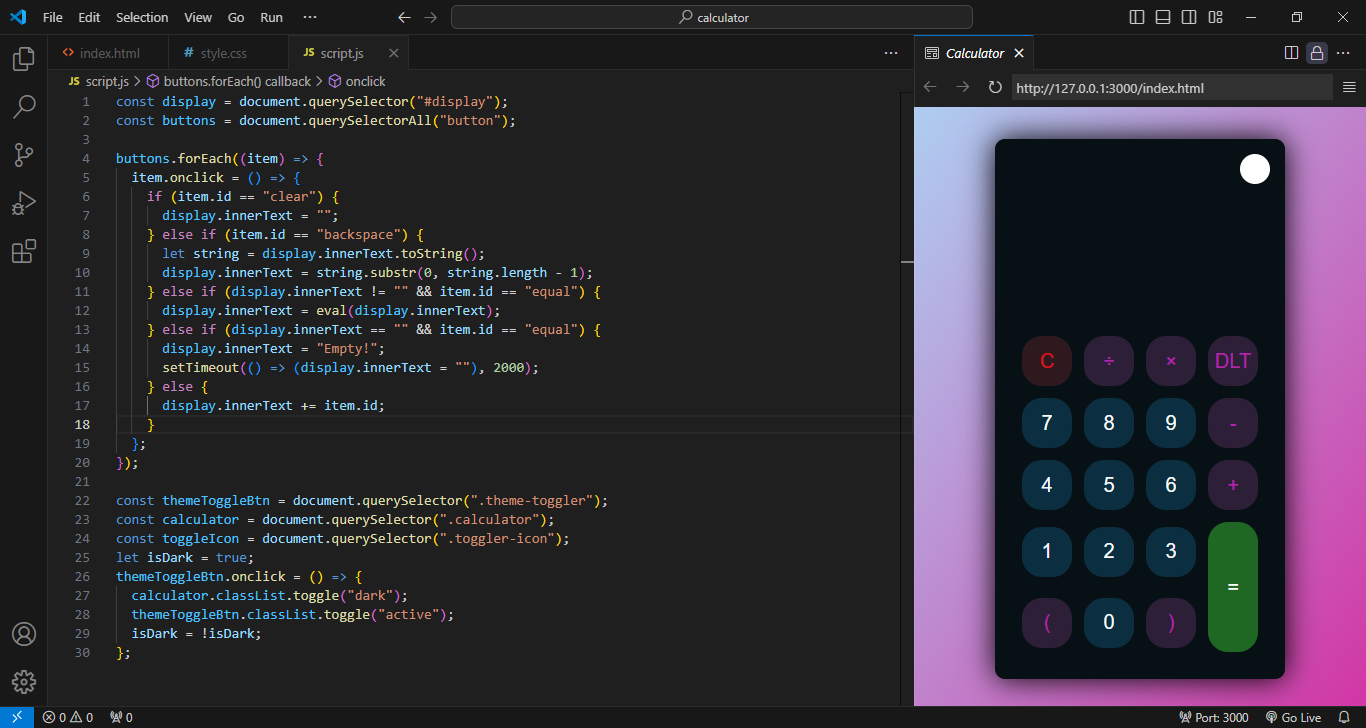 File Edit Selection View Go Run ··· calculator
index.html style.css JS script.js ···
JS script.js > buttons.forEach() callback > onclick
1 const display = document.querySelector("#display");
2 const buttons = document.querySelectorAll("button");
3
4 buttons.forEach((item) => {
5 item.onclick = () => {
6 if (item.id == "clear") {
7 display.innerText = "";
8 } else if (item.id == "backspace") {
9 let string = display.innerText.toString();
10 display.innerText = string.substr(0, string.length - 1);
11 } else if (display.innerText != "" && item.id == "equal") {
12 display.innerText = eval(display.innerText);
13 } else if (display.innerText == "" && item.id == "equal") {
14 display.innerText = "Empty!";
15 setTimeout(() => (display.innerText = ""), 2000);
16 } else {
17 display.innerText += item.id;
18 }
19 };
20 });
21
22 const themeToggleBtn = document.querySelector(".theme-toggler");
23 const calculator = document.querySelector(".calculator");
24 const toggleIcon = document.querySelector(".toggler-icon");
25 let isDark = true;
26 themeToggleBtn.onclick = () => {
27 calculator.classList.toggle("dark");
28 themeToggleBtn.classList.toggle("active");
29 isDark = !isDark;
30 };
Calculator
http://127.0.0.1:3000/index.html
C ÷ × DLT
7 8 9 -
4 5 6 +
1 2 3 =
( 0 )
0 0 0 Port: 3000 Go Live